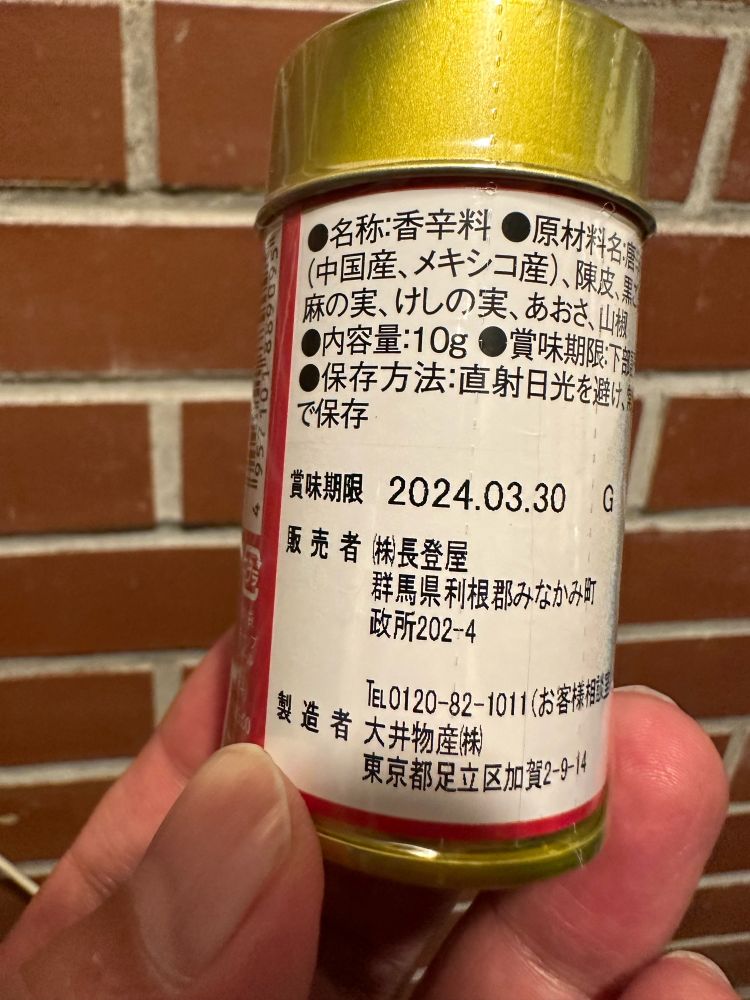 ●名称:香辛料 ●原材料名:唐
(中国産、メキシコ産)、陳皮、黒
麻の実、けしの実、あおさ、山椒
●内容量:10g ●賞味期限:下部
●保存方法:直射日光を避け、
で保存
賞味期限 2024.03.30 G
販売者 ㈱長登屋
群馬県利根郡みなかみ町
政所202-4
TEL0120-82-1011(お客様相談室
製造者 大井物産㈱
東京都足立区加賀2-9-14